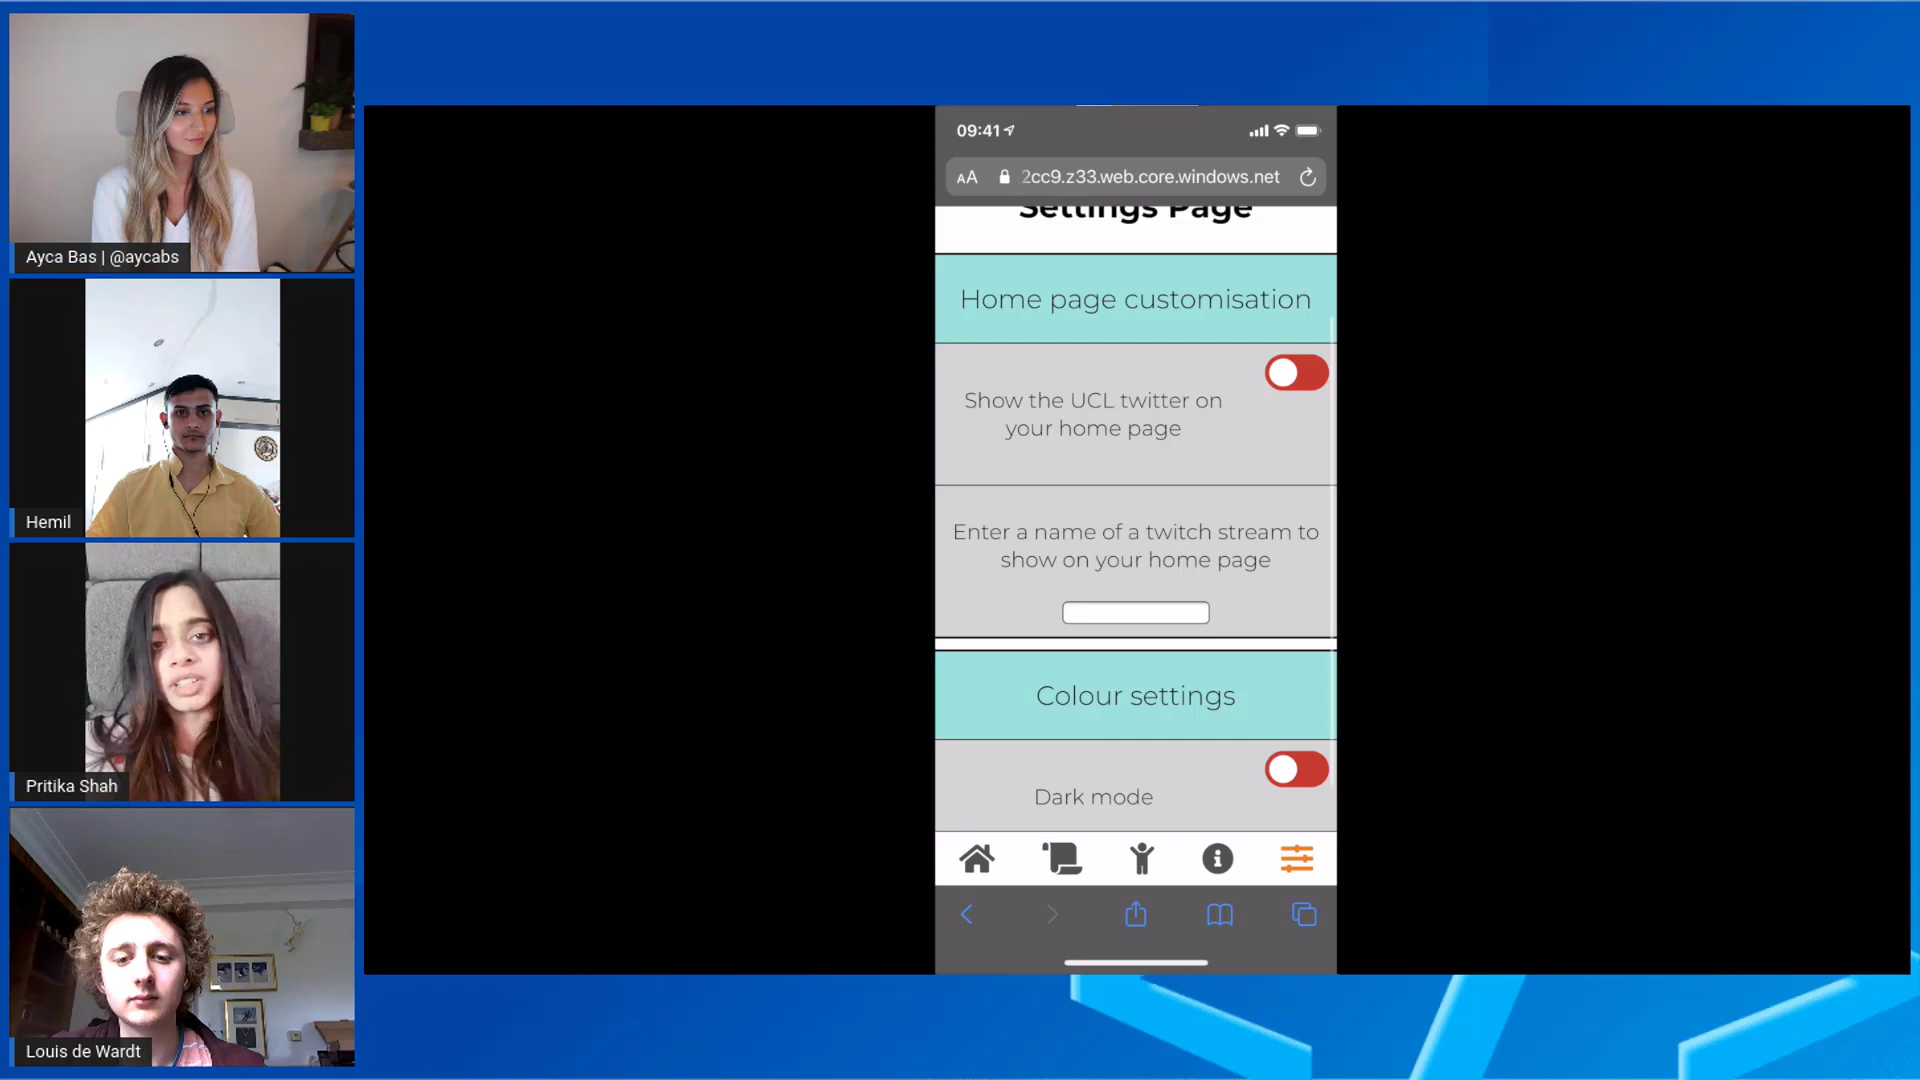 Ayca Bas | @aycabs
Hemil
Pritika Shah
Louis de Wardt
09:41
AA 2cc9.z33.web.core.windows.net
Settings Page
Home page customisation
Show the UCL twitter on
your home page
Enter a name of a twitch stream to
show on your home page
Colour settings
Dark mode